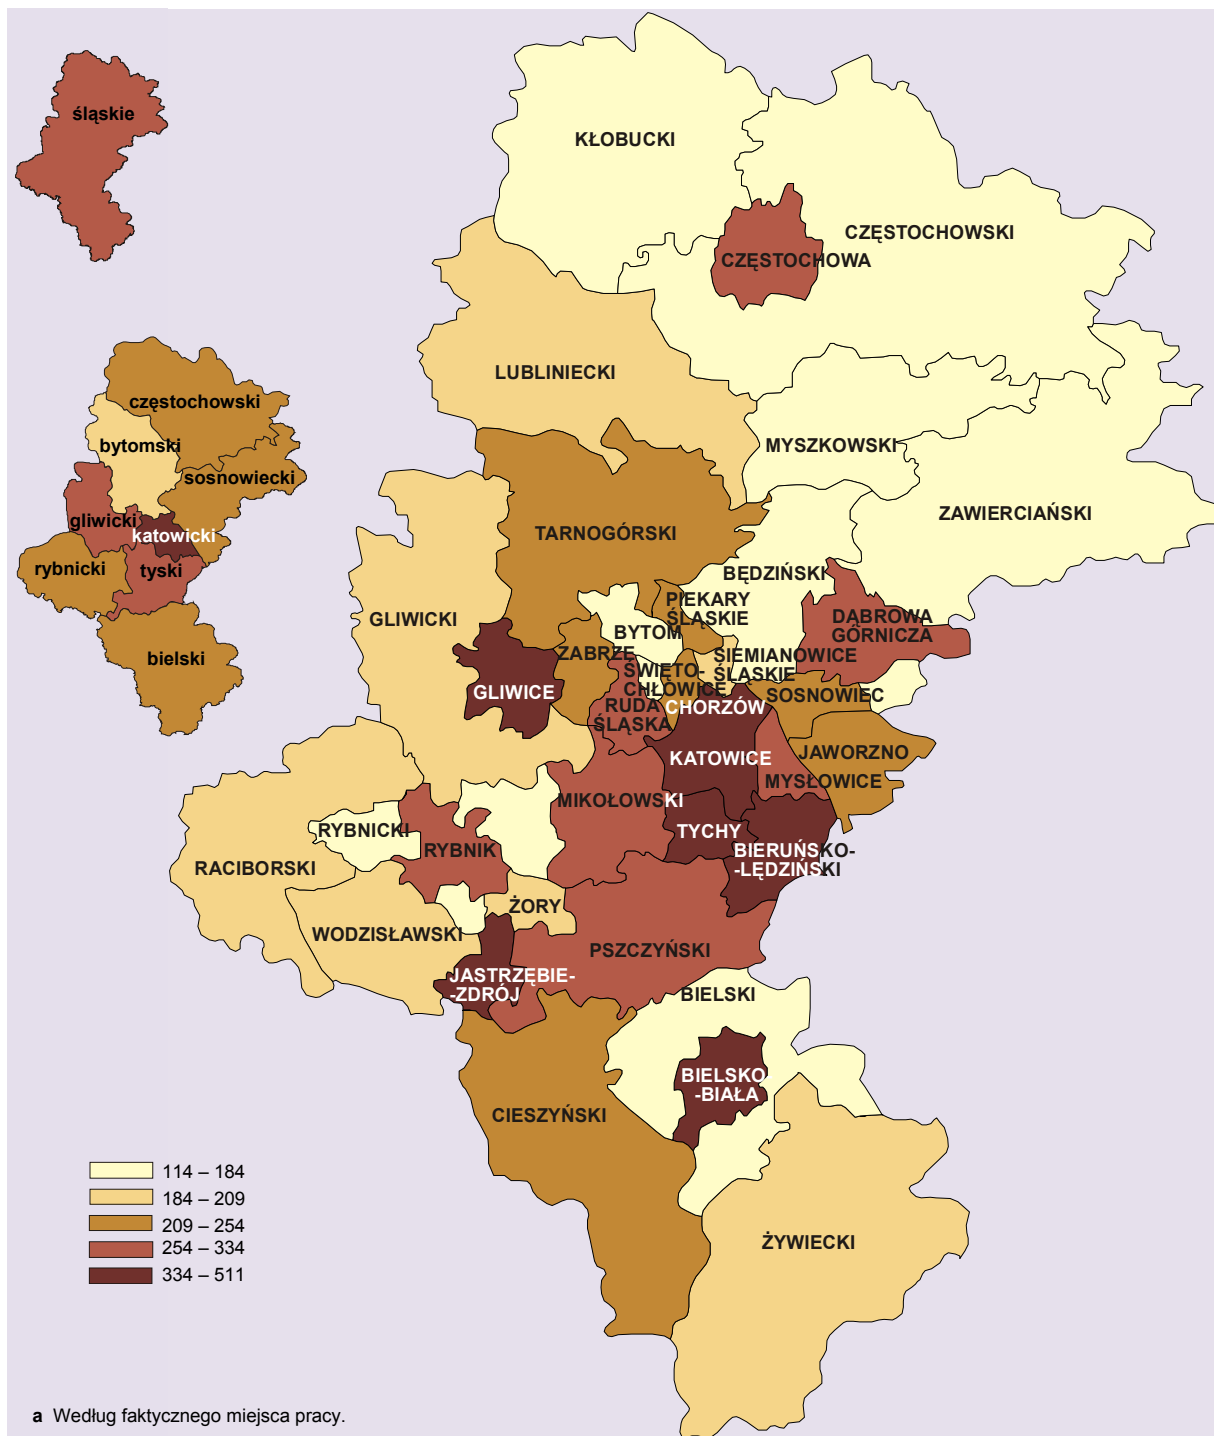 śląskie
KŁOBUCKI
CZĘSTOCHOWSKI
CZĘSTOCHOWA
LUBLINIECKI
częstochowski
bytomski
sosnowiecki
gliwicki
katowicki
rybnicki
tyski
bielski
MYSZKOWSKI
ZAWIERCIAŃSKI
TARNOGÓRSKI
BĘDZIŃSKI
PIEKARY
ŚLĄSKIE
DĄBROWA
GÓRNICZA
GLIWICKI
BYTOM
ZABRZE
SIEMIANOWICE
ŚLĄSKIE
ŚWIĘTO-
CHŁOWICE
GLIWICE
SOSNOWIEC
RUDA
ŚLĄSKA
CHORZÓW
KATOWICE
JAWORZNO
MYSŁOWICE
MIKOŁOWSKI
TYCHY
BIERUŃSKO-
-LĘDZIŃSKI
RYBNICKI
RYBNIK
RACIBORSKI
ŻORY
WODZISŁAWSKI
PSZCZYŃSKI
JASTRZĘBIE-
-ZDRÓJ
BIELSKI
BIELSKO-
-BIAŁA
CIESZYŃSKI
ŻYWIECKI
114 – 184
184 – 209
209 – 254
254 – 334
334 – 511
a Według faktycznego miejsca pracy.